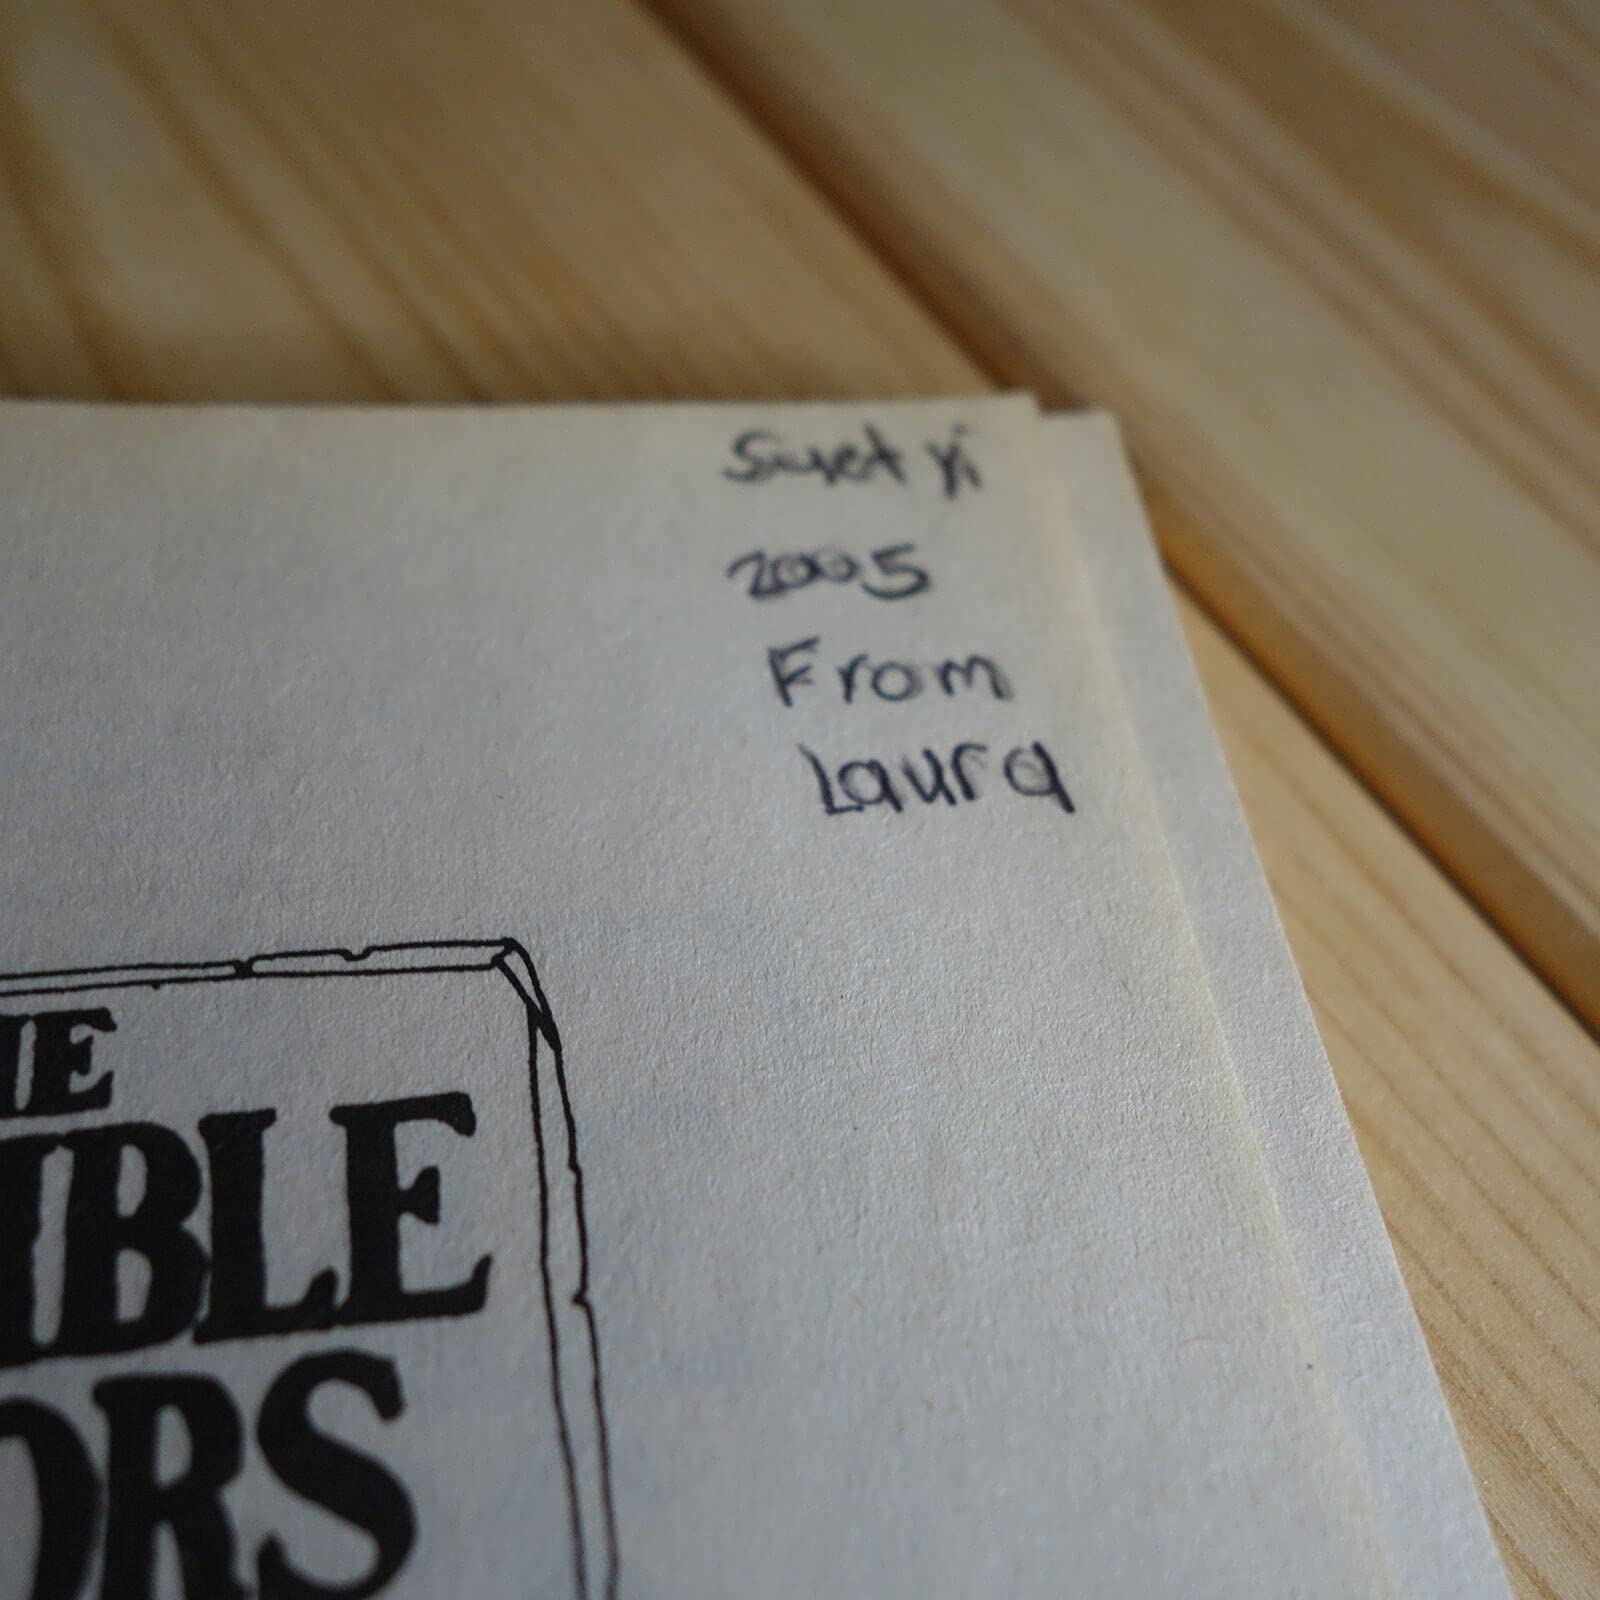 Suet Yi
2005
From
Laura
HE
IBLE
ORS